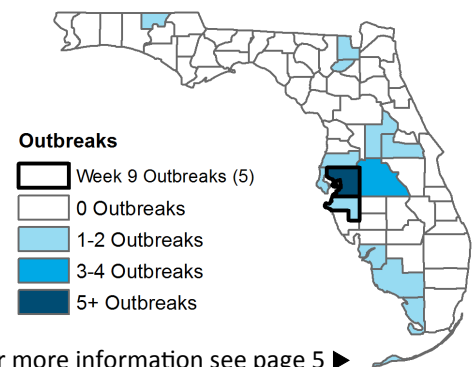 Outbreaks
Week 9 Outbreaks (5)
0 Outbreaks
1-2 Outbreaks
3-4 Outbreaks
5+ Outbreaks
r more information see page 5 ▶